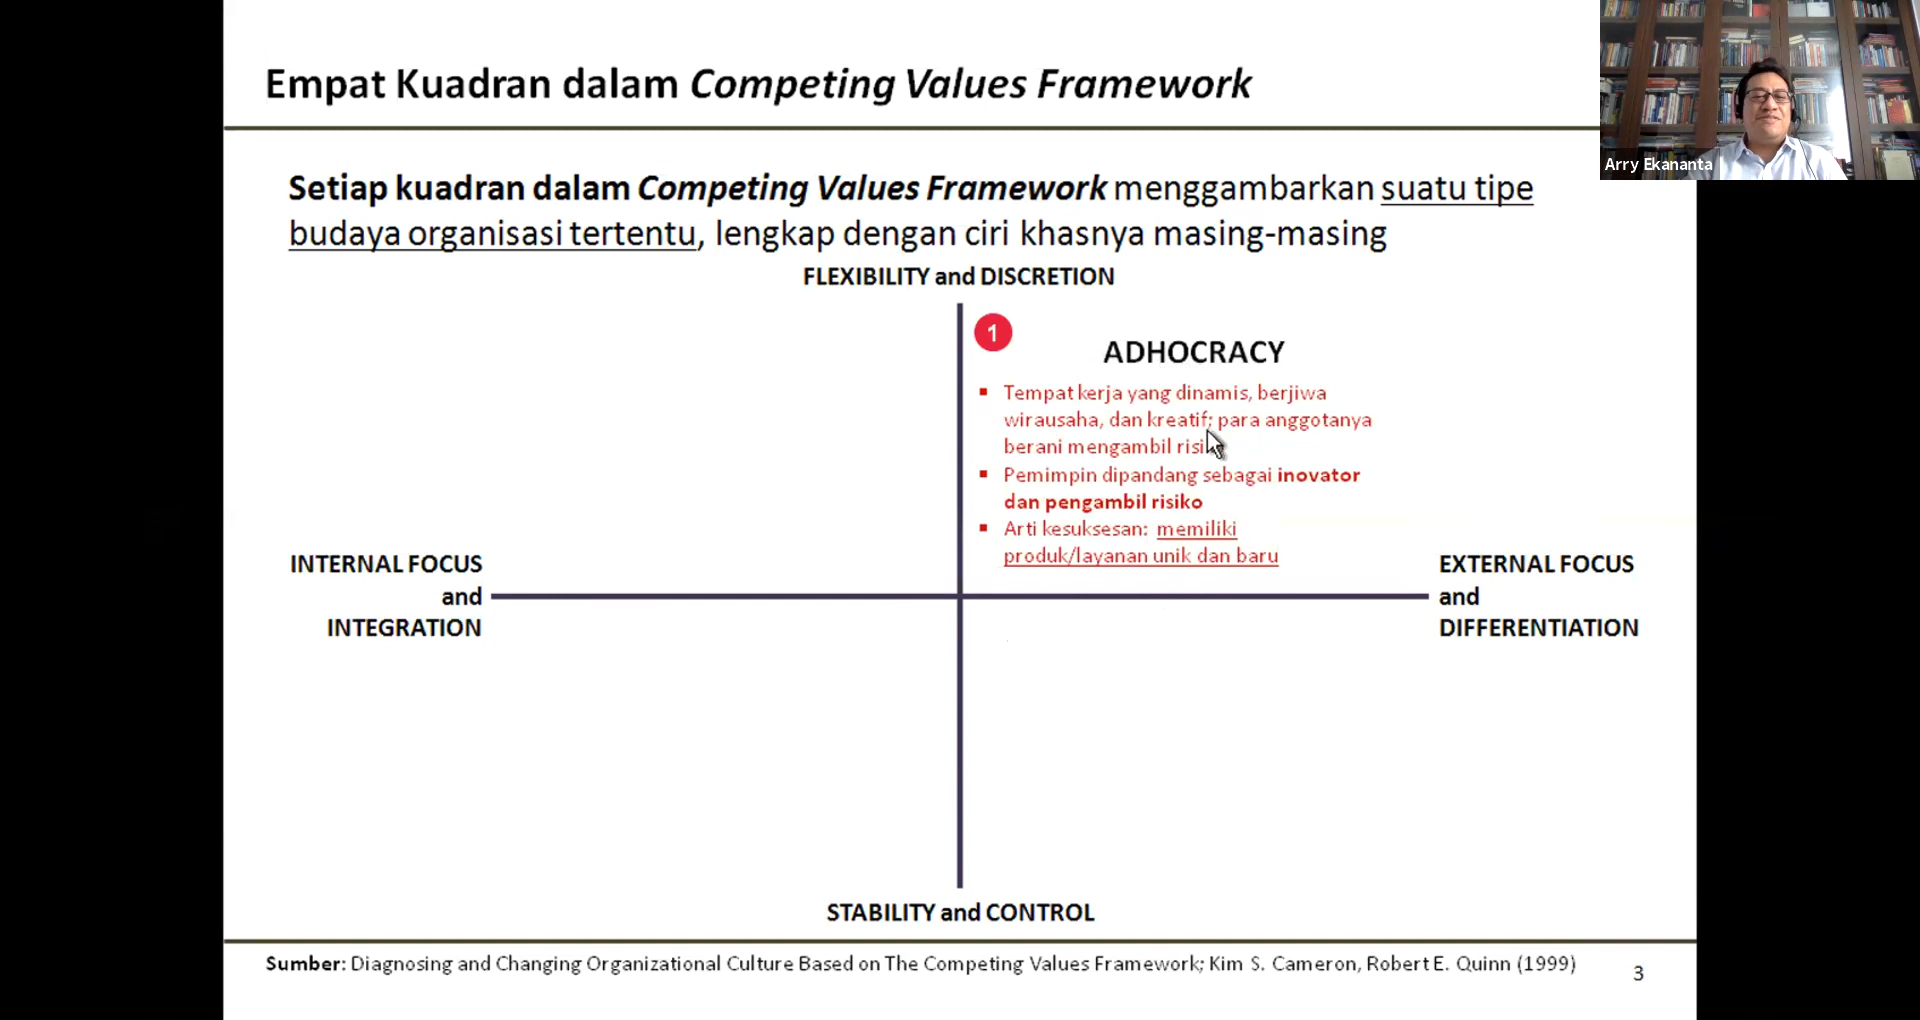 Empat Kuadran dalam Competing Values Framework
Arry Ekananta
Setiap kuadran dalam Competing Values Framework menggambarkan suatu tipe
budaya organisasi tertentu, lengkap dengan ciri khasnya masing-masing
FLEXIBILITY and DISCRETION
1
ADHOCRACY
▪ Tempat kerja yang dinamis, berjiwa
wirausaha, dan kreatif; para anggotanya
berani mengambil
▪ Pemimpin dipandang sebagai inovator
dan pengambil risiko
▪ Arti kesuksesan: memiliki
produk/layanan unik dan baru
INTERNAL FOCUS
and
INTEGRATION
EXTERNAL FOCUS
and
DIFFERENTIATION
STABILITY and CONTROL
Sumber: Diagnosing and Changing Organizational Culture Based on The Competing Values Framework; Kim S. Cameron, Robert E. Quinn (1999)
3